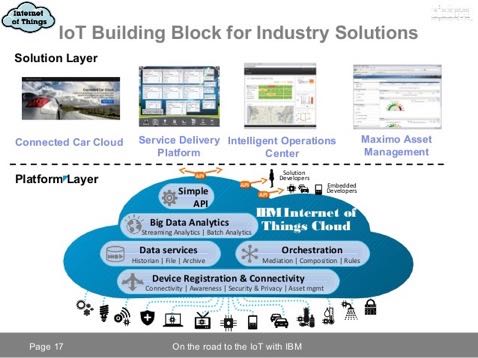 Internet
of Things
IoT Building Block for Industry Solutions
Solution Layer
Connected Car Cloud
Service Delivery
Platform
Intelligent Operations
Center
Maximo Asset
Management
Platform Layer
API
API
API
Solution
Developers
Embedded
Developers
Simple
API
IBM Internet of
Things Cloud
Big Data Analytics
Streaming Analytics | Batch Analytics
Data services
Historian | File | Archive
Orchestration
Mediation | Composition | Rules
Device Registration & Connectivity
Connectivity | Awareness | Security & Privacy | Asset mgmt
Page 17
On the road to the IoT with IBM